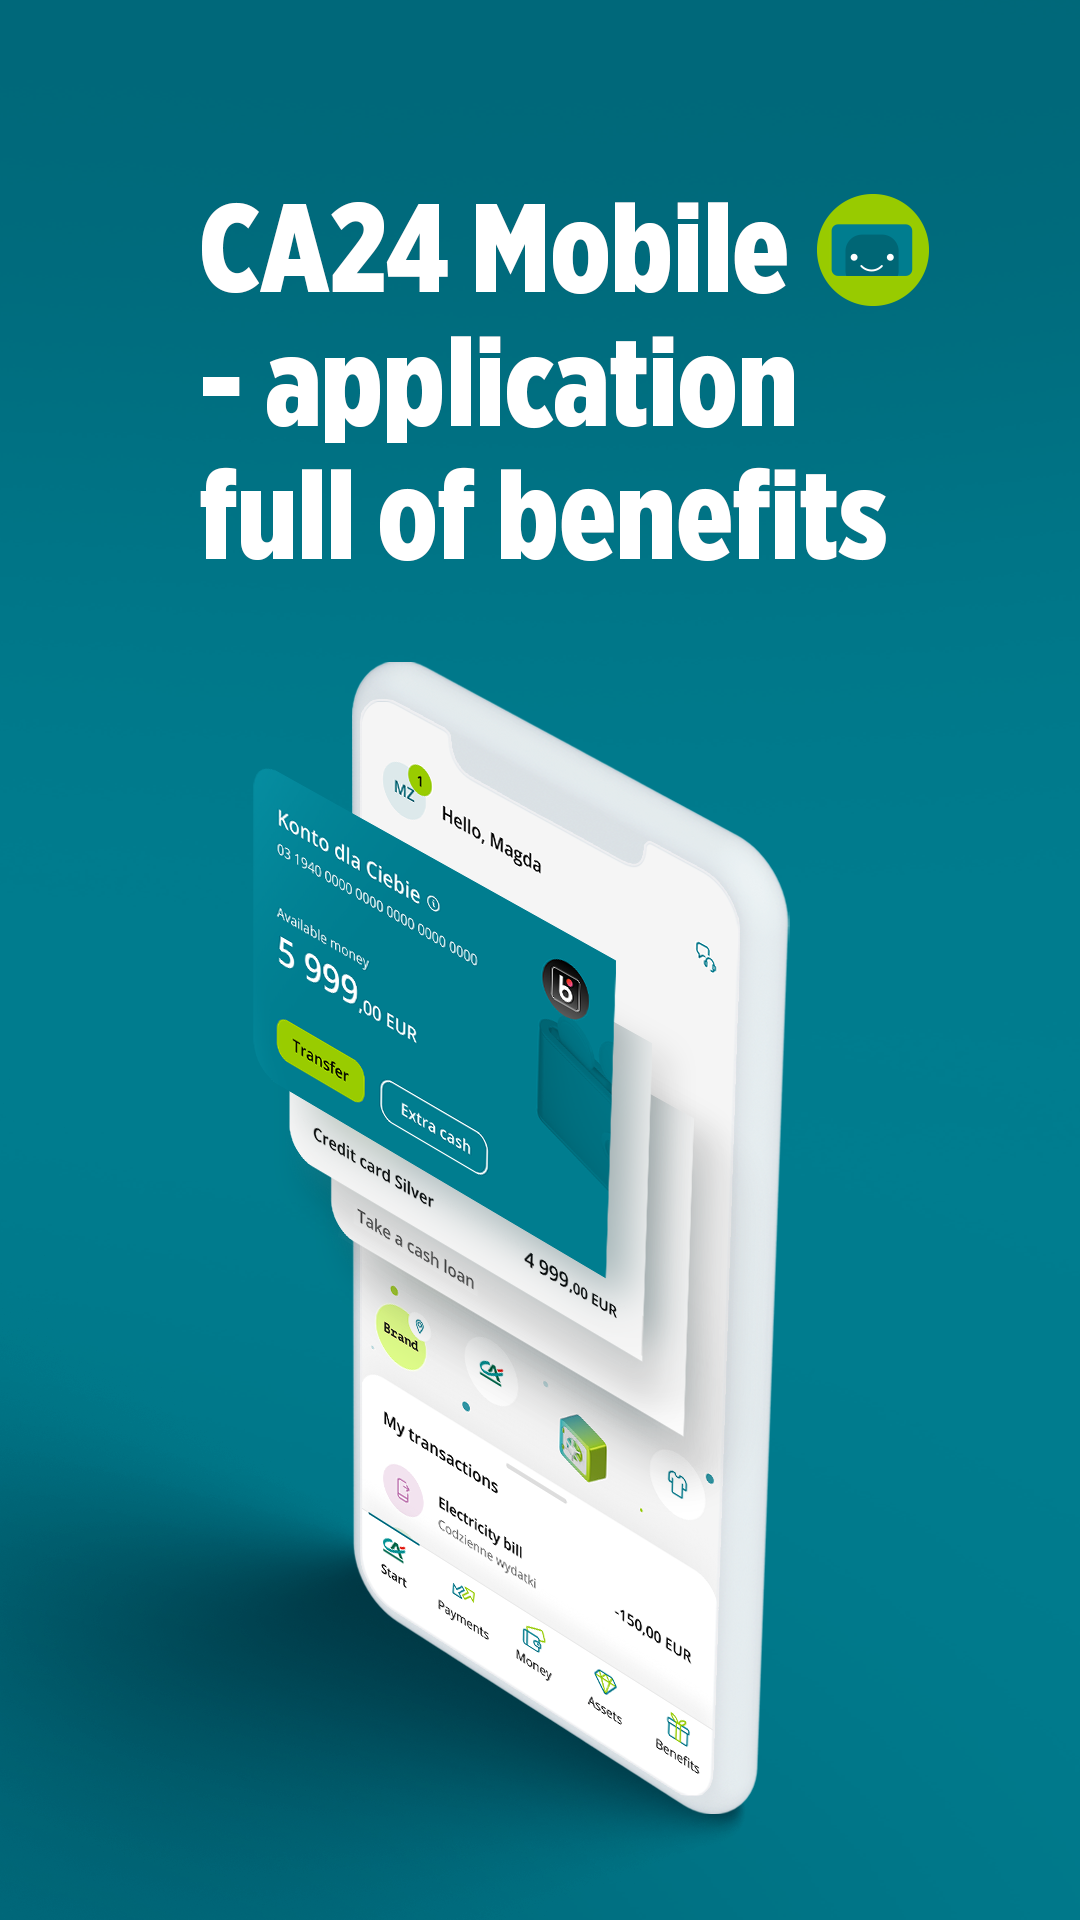 CA24 Mobile
- application
full of benefits
MZ
1
Hello, Magda
Konto dla Ciebie
03 1940 0000 0000 0000 0000 0000
Available money
5 999,00 EUR
b
Transfer
Extra cash
Credit card Silver
4 999,00 EUR
Take a cash loan
Brand
CA
My transactions
Electricity bill
Codzienne wydatki
-150,00 EUR
CA
Start
Payments
Money
Assets
Benefits